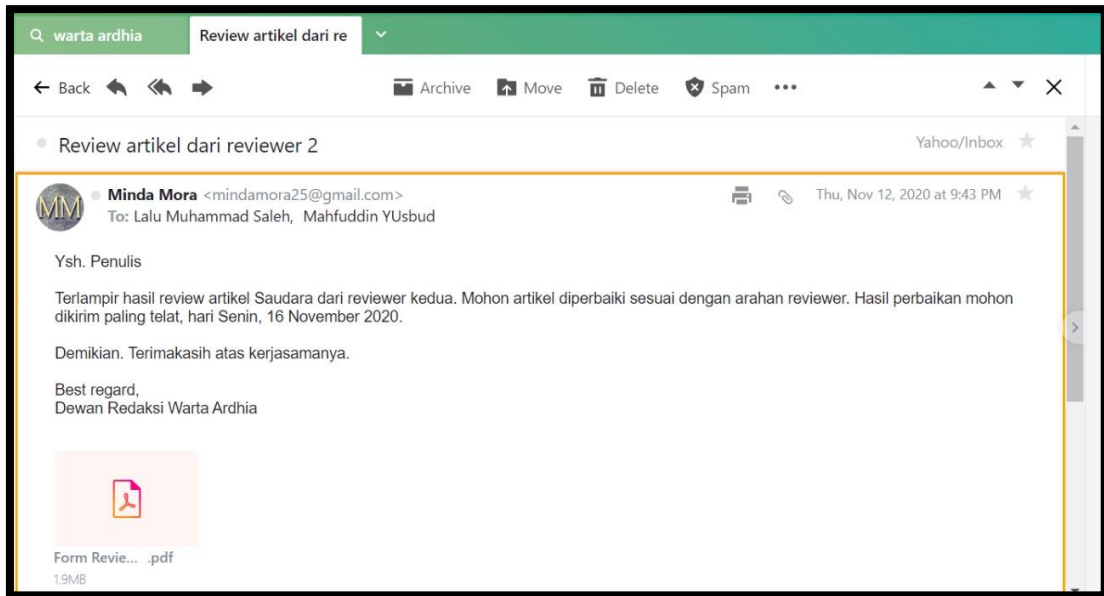 warta ardhia Review artikel dari re
Back Archive Move Delete Spam
Review artikel dari reviewer 2 Yahoo/Inbox
MM Minda Mora <mindamora25@gmail.com> Thu, Nov 12, 2020 at 9:43 PM
To: Lalu Muhammad Saleh, Mahfuddin YUsbud
Ysh. Penulis
Terlampir hasil review artikel Saudara dari reviewer kedua. Mohon artikel diperbaiki sesuai dengan arahan reviewer. Hasil perbaikan mohon
dikirim paling telat, hari Senin, 16 November 2020.
Demikian. Terimakasih atas kerjasamanya.
Best regard,
Dewan Redaksi Warta Ardhia
Form Revie... .pdf
1.9MB